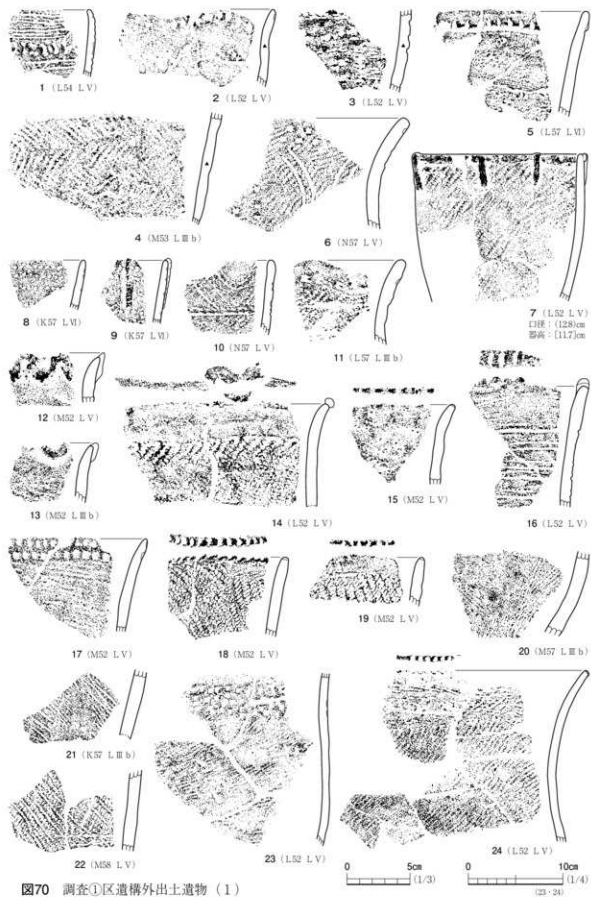 1 (L54 LⅤ)
2 (L52 LⅤ)
3 (L52 LⅤ)
5 (L57 LⅥ)
4 (M53 LⅢb)
6 (N57 LⅤ)
7 (L52 LⅤ)
口径:(12.8)cm
器高:[11.7]cm
8 (K57 LⅥ)
9 (K57 LⅥ)
10 (N57 LⅤ)
11 (L57 LⅢb)
12 (M52 LⅤ)
13 (M52 LⅢb)
14 (L52 LⅤ)
15 (M52 LⅤ)
16 (L52 LⅤ)
17 (M52 LⅤ)
18 (M52 LⅤ)
19 (M52 LⅤ)
20 (M57 LⅢb)
21 (K57 LⅢb)
22 (M58 LⅤ)
23 (L52 LⅤ)
24 (L52 LⅤ)
0 5cm (1/3)
0 10cm (1/4)
(23・24)
図70 調査①区遺構外出土遺物(1)